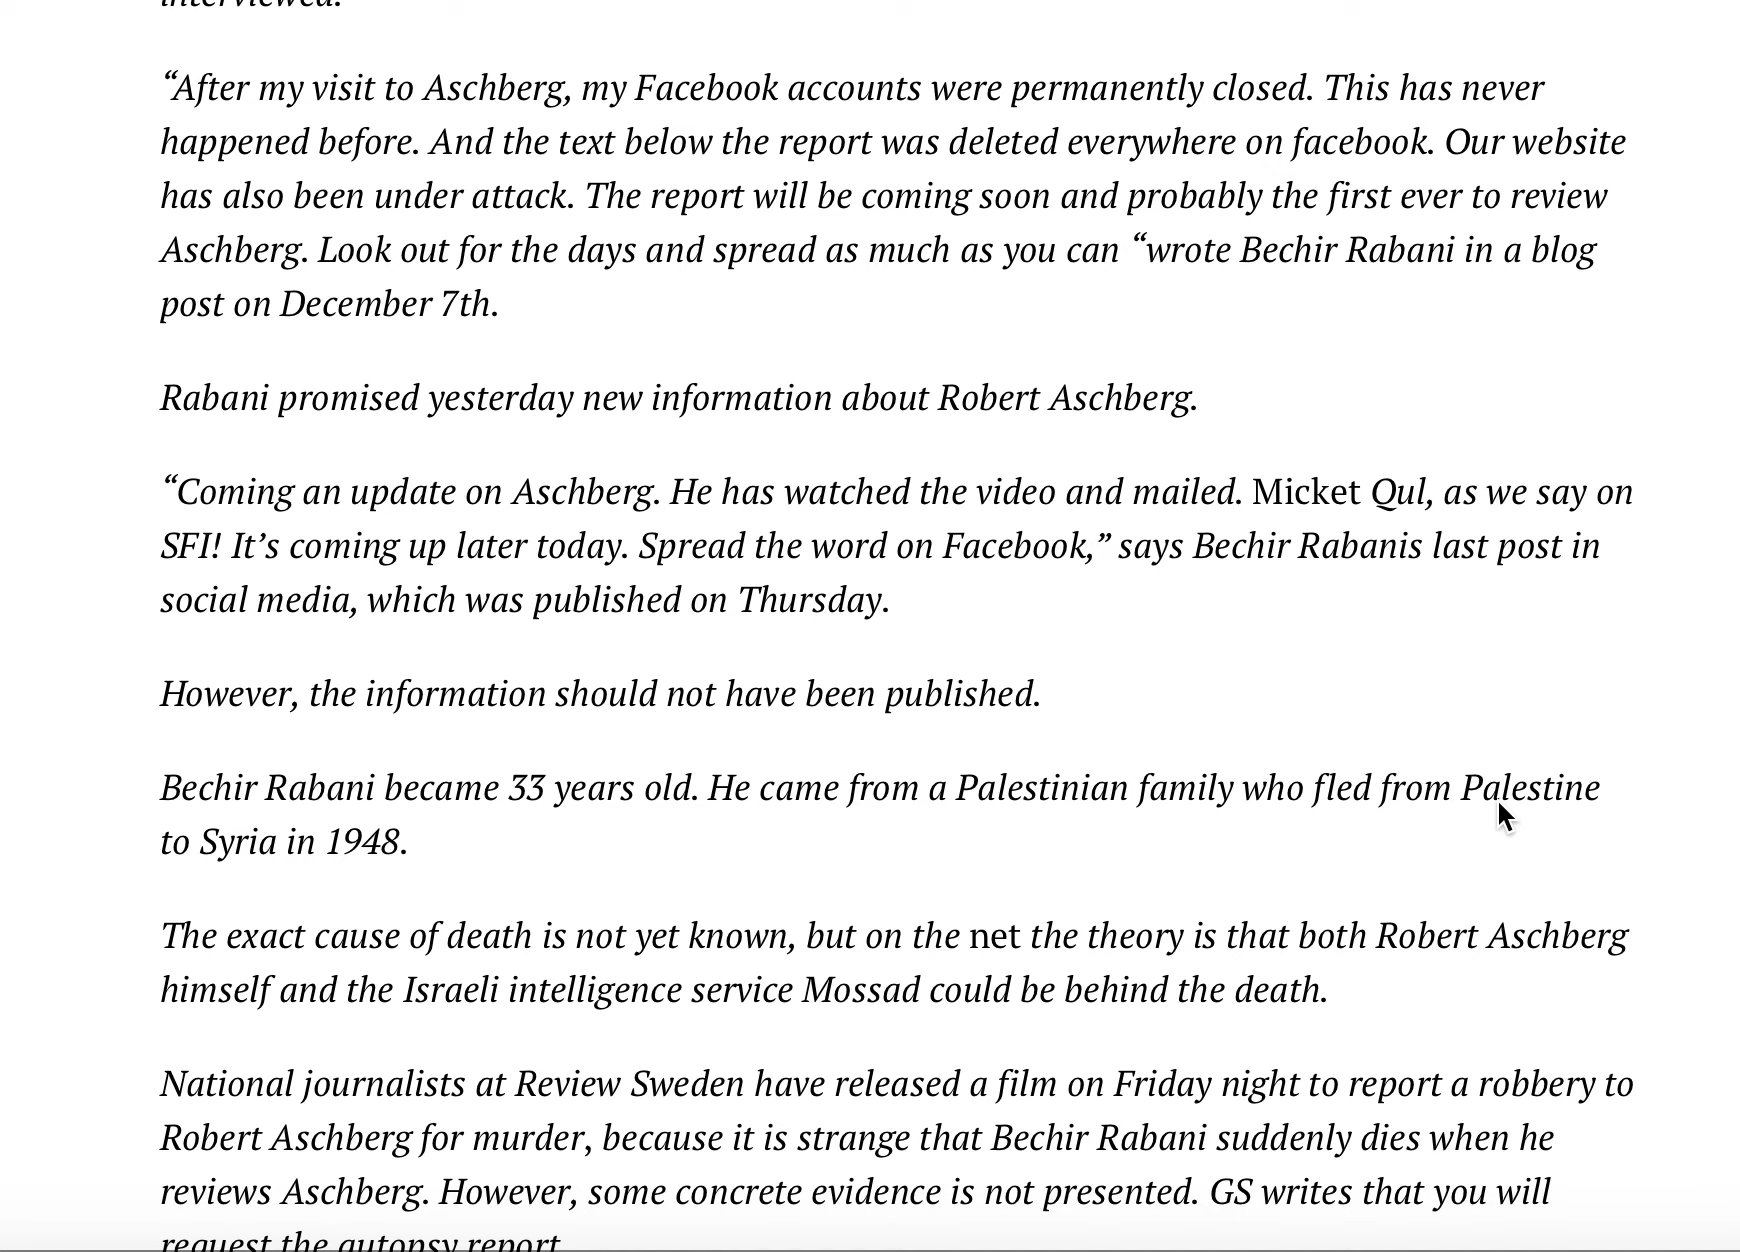 interviewed.
“After my visit to Aschberg, my Facebook accounts were permanently closed. This has never
happened before. And the text below the report was deleted everywhere on facebook. Our website
has also been under attack. The report will be coming soon and probably the first ever to review
Aschberg. Look out for the days and spread as much as you can “wrote Bechir Rabani in a blog
post on December 7th.
Rabani promised yesterday new information about Robert Aschberg.
“Coming an update on Aschberg. He has watched the video and mailed. Micket Qul, as we say on
SFI! It’s coming up later today. Spread the word on Facebook,” says Bechir Rabanis last post in
social media, which was published on Thursday.
However, the information should not have been published.
Bechir Rabani became 33 years old. He came from a Palestinian family who fled from Palestine
to Syria in 1948.
The exact cause of death is not yet known, but on the net the theory is that both Robert Aschberg
himself and the Israeli intelligence service Mossad could be behind the death.
National journalists at Review Sweden have released a film on Friday night to report a robbery to
Robert Aschberg for murder, because it is strange that Bechir Rabani suddenly dies when he
reviews Aschberg. However, some concrete evidence is not presented. GS writes that you will
request the autopsy report